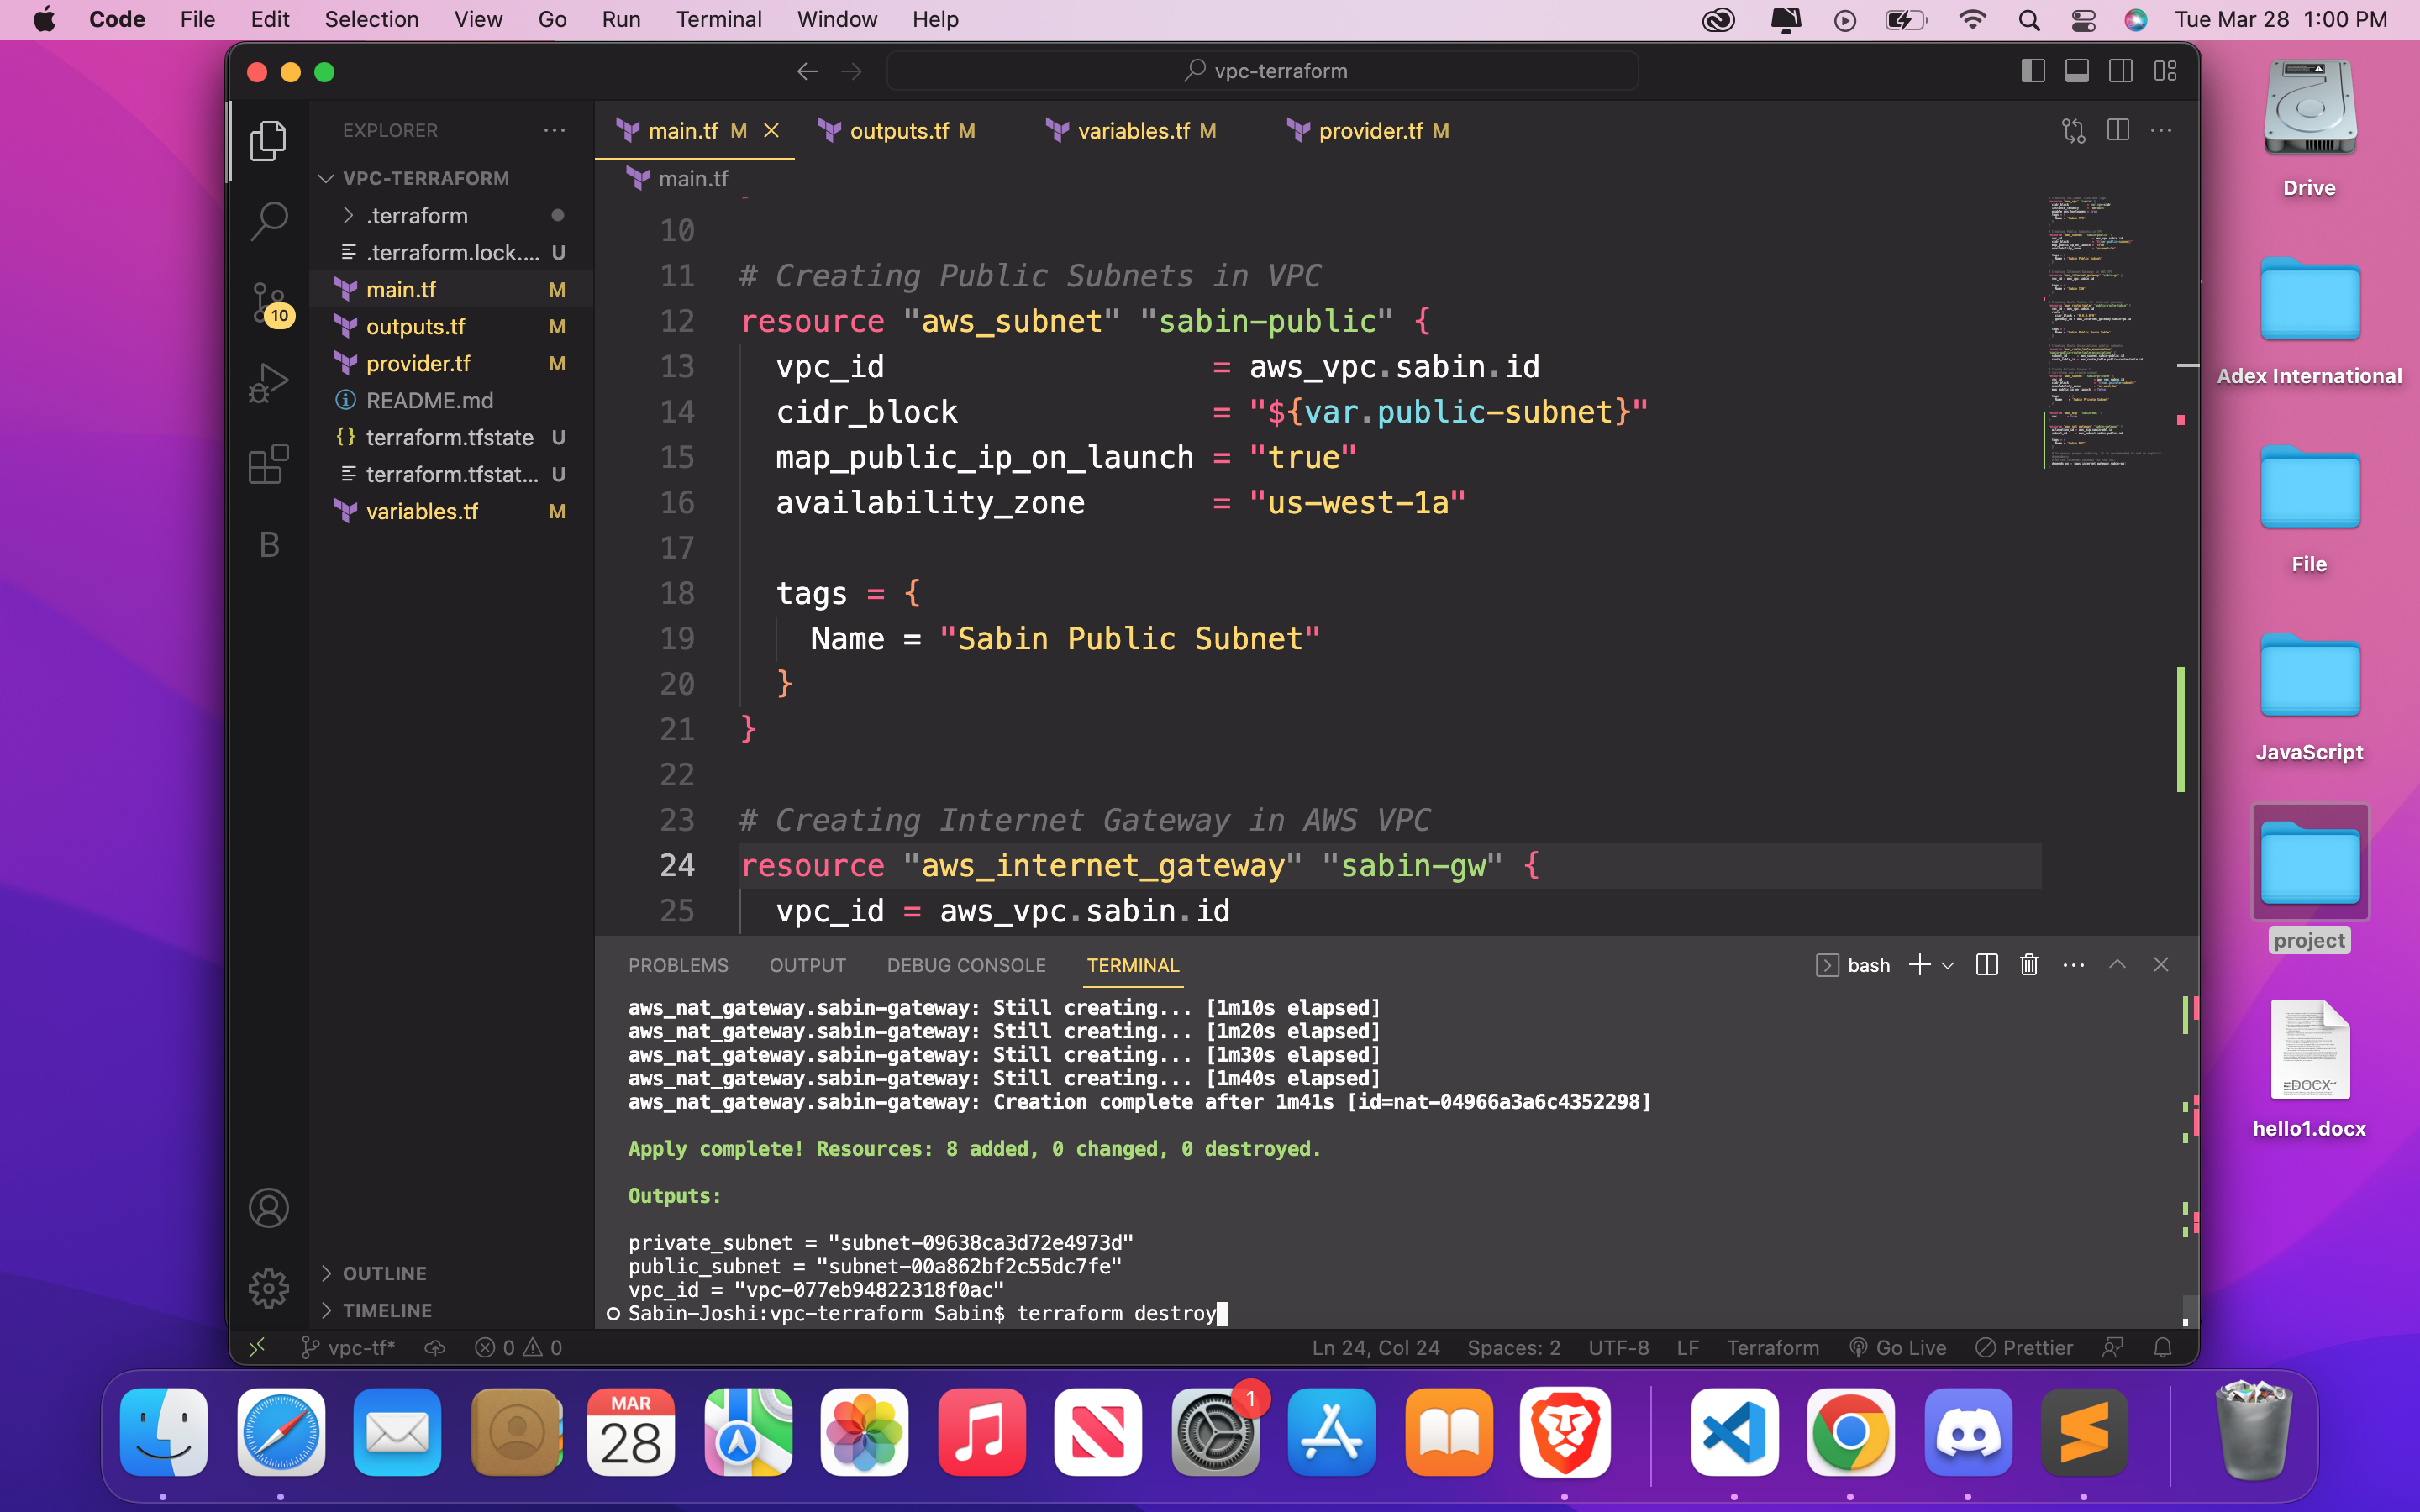 Code File Edit Selection View Go Run Terminal Window Help Tue Mar 28 1:00 PM
vpc-terraform
EXPLORER
VPC-TERRAFORM
.terraform
.terraform.lock.... U
main.tf M
outputs.tf M
provider.tf M
README.md
terraform.tfstate U
terraform.tfstat... U
variables.tf M
10
B
OUTLINE
TIMELINE
main.tf M outputs.tf M variables.tf M provider.tf M
main.tf
10
11 # Creating Public Subnets in VPC
12 resource "aws_subnet" "sabin-public" {
13 vpc_id = aws_vpc.sabin.id
14 cidr_block = "${var.public-subnet}"
15 map_public_ip_on_launch = "true"
16 availability_zone = "us-west-1a"
17
18 tags = {
19 Name = "Sabin Public Subnet"
20 }
21 }
22
23 # Creating Internet Gateway in AWS VPC
24 resource "aws_internet_gateway" "sabin-gw" {
25 vpc_id = aws_vpc.sabin.id
PROBLEMS OUTPUT DEBUG CONSOLE TERMINAL bash
aws_nat_gateway.sabin-gateway: Still creating... [1m10s elapsed]
aws_nat_gateway.sabin-gateway: Still creating... [1m20s elapsed]
aws_nat_gateway.sabin-gateway: Still creating... [1m30s elapsed]
aws_nat_gateway.sabin-gateway: Still creating... [1m40s elapsed]
aws_nat_gateway.sabin-gateway: Creation complete after 1m41s [id=nat-04966a3a6c4352298]
Apply complete! Resources: 8 added, 0 changed, 0 destroyed.
Outputs:
private_subnet = "subnet-09638ca3d72e4973d"
public_subnet = "subnet-00a862bf2c55dc7fe"
vpc_id = "vpc-077eb94822318f0ac"
Sabin-Joshi:vpc-terraform Sabin$ terraform destroy
vpc-tf* 0 0 Ln 24, Col 24 Spaces: 2 UTF-8 LF Terraform Go Live Prettier
Drive
Adex International
File
JavaScript
project
DOCX
hello1.docx
MAR
28
1